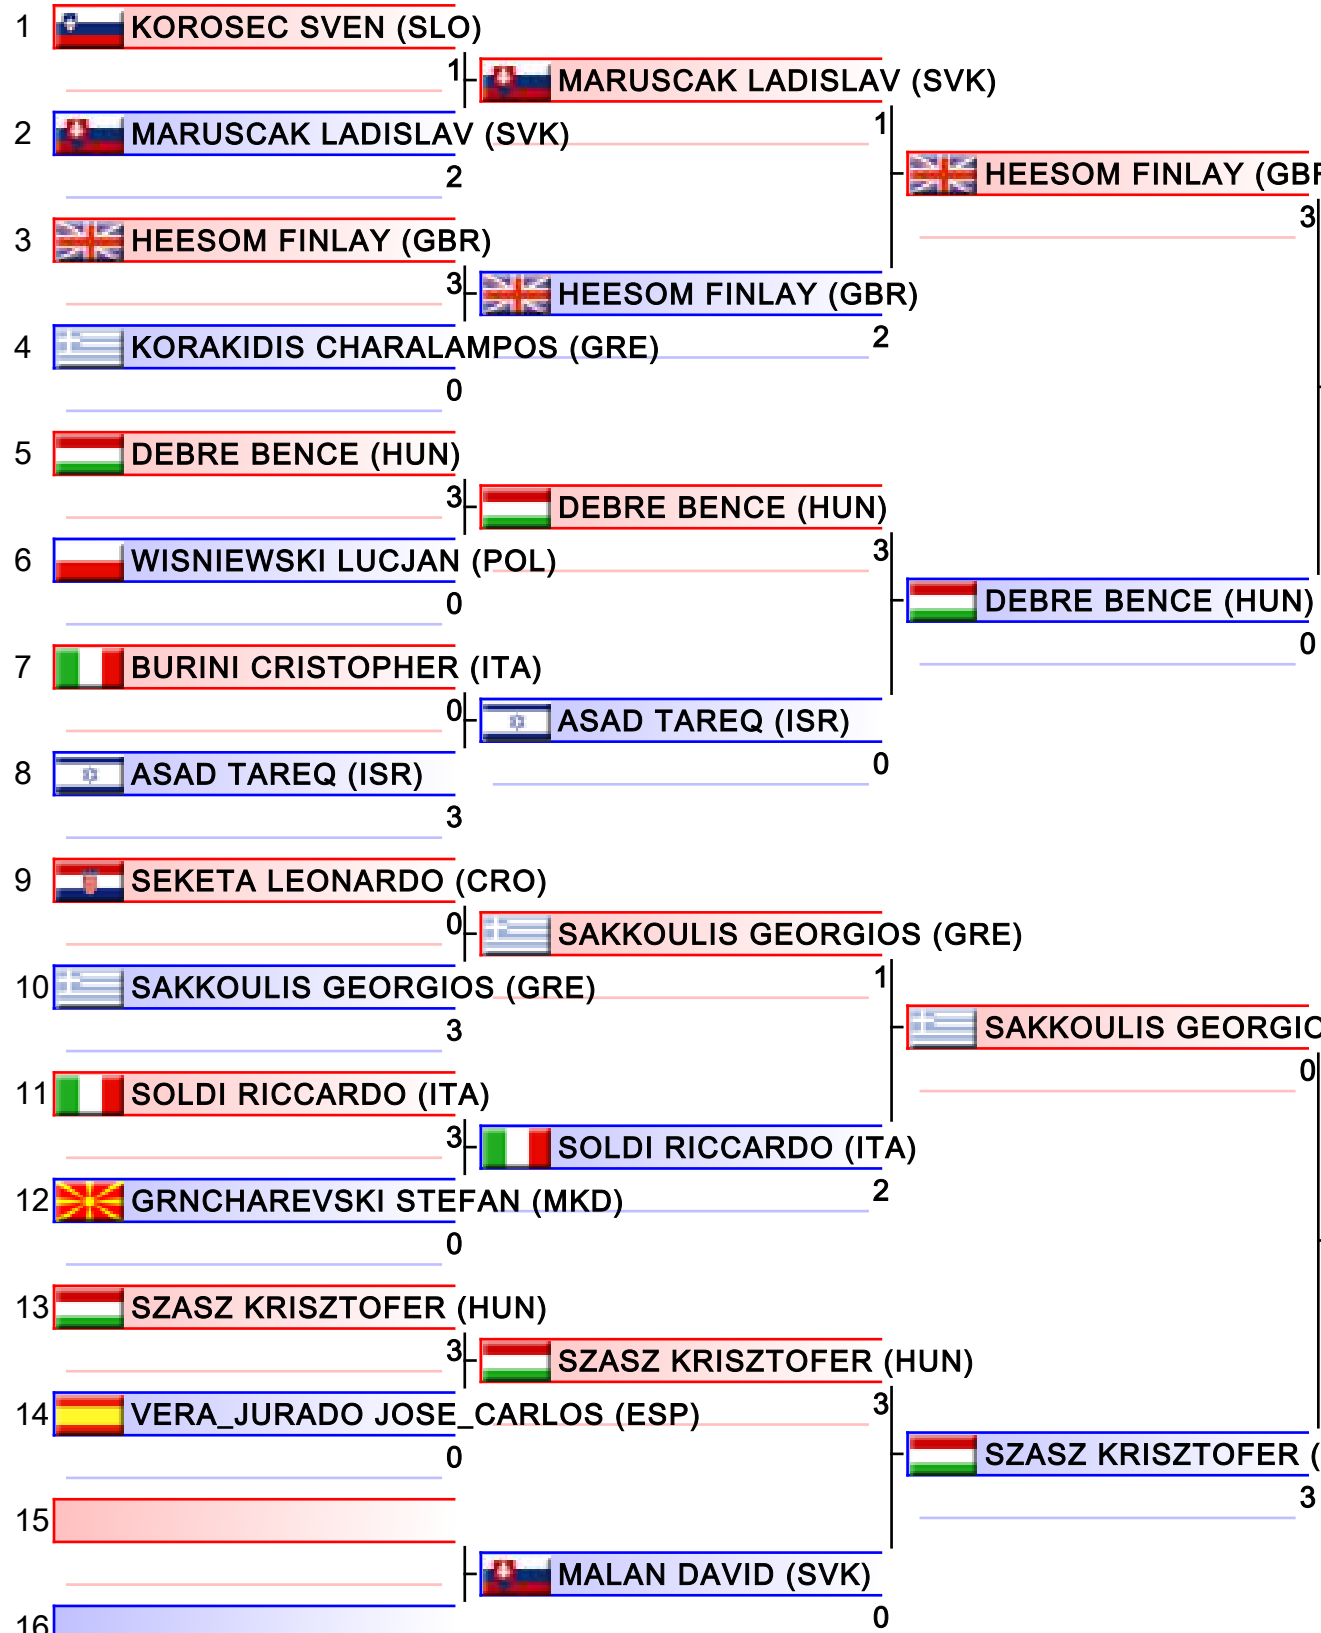 1 KOROSEC SVEN (SLO)
1
2 MARUSCAK LADISLAV (SVK)
2
3 HEESOM FINLAY (GBR)
3
4 KORAKIDIS CHARALAMPOS (GRE)
0
5 DEBRE BENCE (HUN)
3
6 WISNIEWSKI LUCJAN (POL)
0
7 BURINI CRISTOPHER (ITA)
0
8 ASAD TAREQ (ISR)
3
9 SEKETA LEONARDO (CRO)
0
10 SAKKOULIS GEORGIOS (GRE)
3
11 SOLDI RICCARDO (ITA)
3
12 GRNCHAREVSKI STEFAN (MKD)
0
13 SZASZ KRISZTOFER (HUN)
3
14 VERA_JURADO JOSE_CARLOS (ESP)
0
15
16
MARUSCAK LADISLAV (SVK)
1
HEESOM FINLAY (GBR)
2
DEBRE BENCE (HUN)
3
ASAD TAREQ (ISR)
0
SAKKOULIS GEORGIOS (GRE)
1
SOLDI RICCARDO (ITA)
2
SZASZ KRISZTOFER (HUN)
3
MALAN DAVID (SVK)
0
HEESOM FINLAY (GB
3
DEBRE BENCE (HUN)
0
SAKKOULIS GEORGIO
0
SZASZ KRISZTOFER (
3